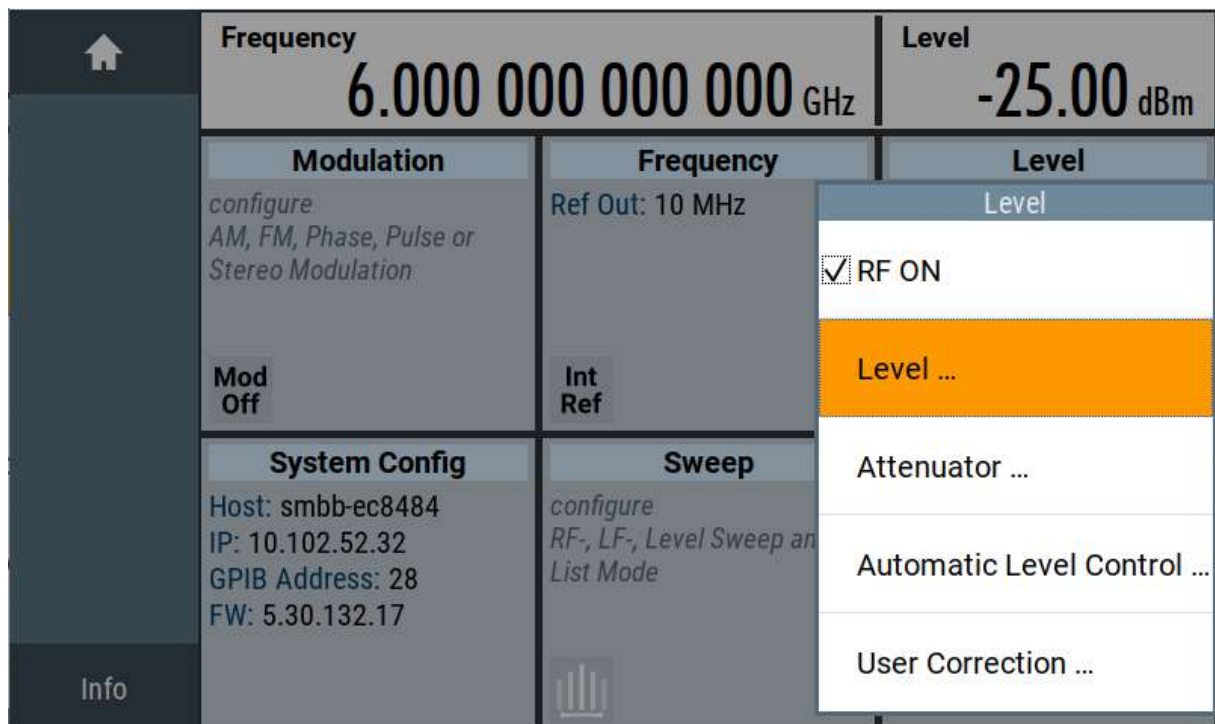 Frequency
6.000 000 000 000 GHz
Level
-25.00 dBm
Modulation
configure
AM, FM, Phase, Pulse or
Stereo Modulation
Mod
Off
Frequency
Ref Out: 10 MHz
Int
Ref
Level
Level
RF ON
Level ...
Attenuator ...
Automatic Level Control ...
User Correction ...
System Config
Host: smbb-ec8484
IP: 10.102.52.32
GPIB Address: 28
FW: 5.30.132.17
Sweep
configure
RF-, LF-, Level Sweep an
List Mode
Info